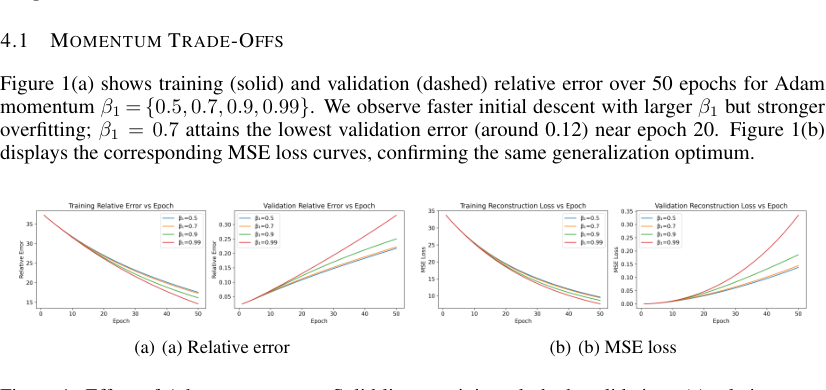 4.1 MOMENTUM TRADE-OFFS
Figure 1(a) shows training (solid) and validation (dashed) relative error over 50 epochs for Adam
momentum β₁ = {0.5, 0.7, 0.9, 0.99}. We observe faster initial descent with larger β₁ but stronger
overfitting; β₁ = 0.7 attains the lowest validation error (around 0.12) near epoch 20. Figure 1(b)
displays the corresponding MSE loss curves, confirming the same generalization optimum.
Training Relative Error vs Epoch
Relative Error
35
30
25
20
15
0 10 20 30 40 50
Epoch
β₁=0.5
β₁=0.7
β₁=0.9
β₁=0.99
Validation Relative Error vs Epoch
Relative Error
0.30
0.25
0.20
0.15
0.10
0.05
0 10 20 30 40 50
Epoch
β₁=0.5
β₁=0.7
β₁=0.9
β₁=0.99
Training Reconstruction Loss vs Epoch
MSE Loss
35
30
25
20
15
10
0 10 20 30 40 50
Epoch
β₁=0.5
β₁=0.7
β₁=0.9
β₁=0.99
Validation Reconstruction Loss vs Epoch
MSE Loss
0.35
0.30
0.25
0.20
0.15
0.10
0.05
0.00
0 10 20 30 40 50
Epoch
β₁=0.5
β₁=0.7
β₁=0.9
β₁=0.99
(a) (a) Relative error
(b) (b) MSE loss